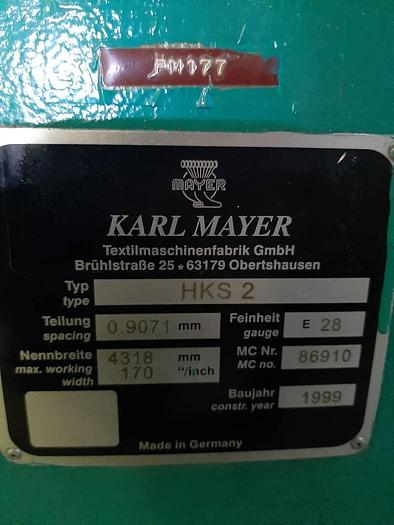 PM177
MAYER
KARL MAYER
Textilmaschinenfabrik GmbH
Brühlstraße 25 * 63179 Obertshausen
Typ
type
HKS 2
Teilung
spacing
0.9071 mm
Feinheit
gauge
E 28
Nennbreite
max. working
width
4318 mm
170 "/inch
MC Nr.
MC no.
86910
Baujahr
constr. year
1999
Made in Germany